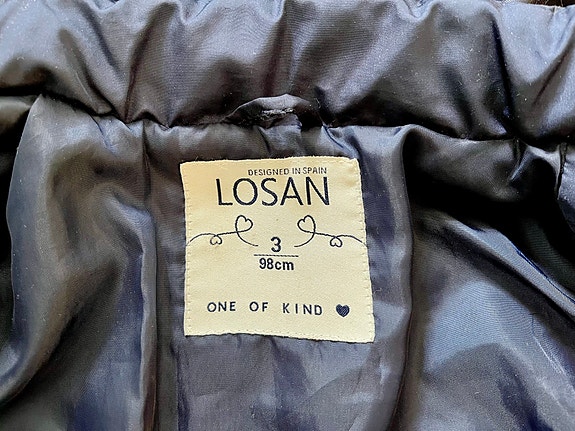 DESIGNED IN SPAIN
LOSAN
3
98cm
ONE OF KIND